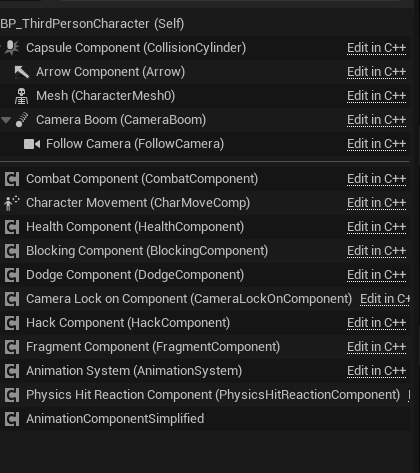 BP_ThirdPersonCharacter (Self)
Capsule Component (CollisionCylinder) Edit in C++
Arrow Component (Arrow) Edit in C++
Mesh (CharacterMesh0) Edit in C++
Camera Boom (CameraBoom) Edit in C++
Follow Camera (FollowCamera) Edit in C++
Combat Component (CombatComponent) Edit in C++
Character Movement (CharMoveComp) Edit in C++
Health Component (HealthComponent) Edit in C++
Blocking Component (BlockingComponent) Edit in C++
Dodge Component (DodgeComponent) Edit in C++
Camera Lock on Component (CameraLockOnComponent) Edit in
Hack Component (HackComponent) Edit in C++
Fragment Component (FragmentComponent) Edit in C++
Animation System (AnimationSystem) Edit in C++
Physics Hit Reaction Component (PhysicsHitReactionComponent)
AnimationComponentSimplified